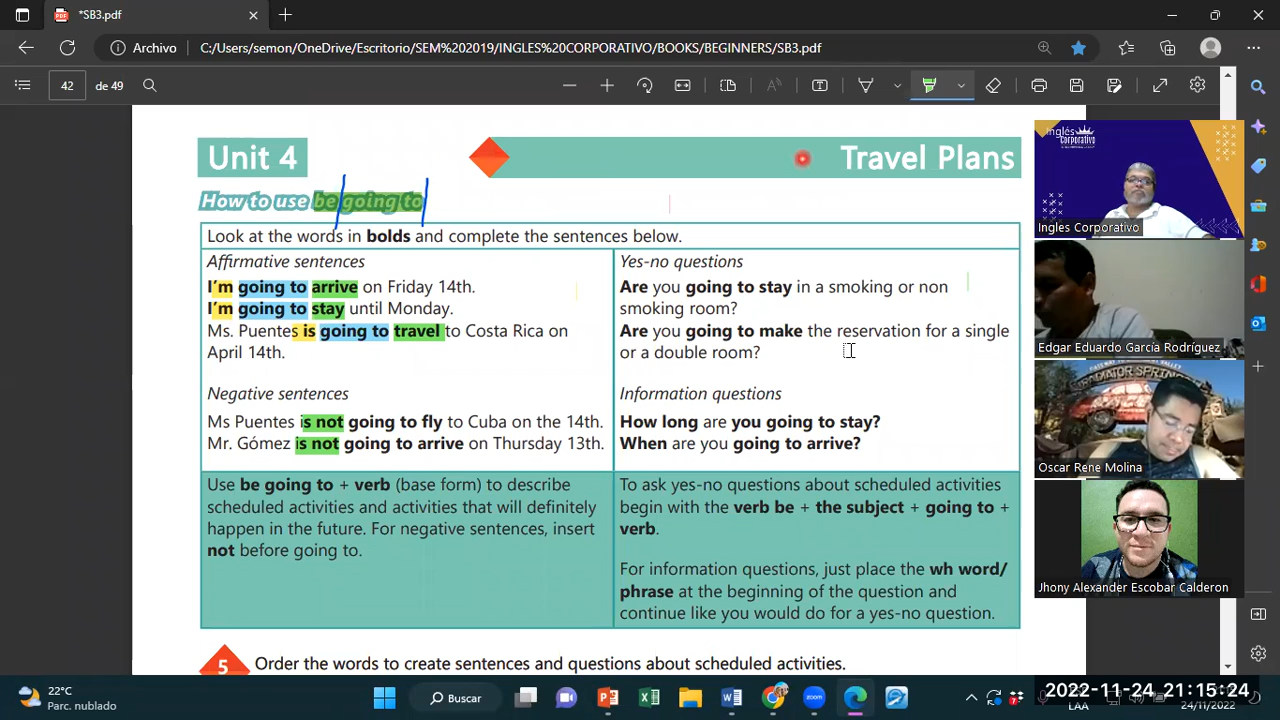 *SB3.pdf
Archivo
C:/Users/semon/OneDrive/Escritorio/SEM%202019/INGLES%20CORPORATIVO/BOOKS/BEGINNERS/SB3.pdf
42
de 49
Unit 4
Travel Plans
How to use be going to
Look at the words in bolds and complete the sentences below.
Affirmative sentences
I'm going to arrive on Friday 14th.
I'm going to stay until Monday.
Ms. Puentes is going to travel to Costa Rica on
April 14th.
Negative sentences
Ms Puentes is not going to fly to Cuba on the 14th.
Mr. Gómez is not going to arrive on Thursday 13th.
Yes-no questions
Are you going to stay in a smoking or non
smoking room?
Are you going to make the reservation for a single
or a double room?
Information questions
How long are you going to stay?
When are you going to arrive?
Use be going to + verb (base form) to describe
scheduled activities and activities that will definitely
happen in the future. For negative sentences, insert
not before going to.
To ask yes-no questions about scheduled activities
begin with the verb be + the subject + going to +
verb.
For information questions, just place the wh word/
phrase at the beginning of the question and
continue like you would do for a yes-no question.
5
Order the words to create sentences and questions about scheduled activities.
Inglés
Corporativo
Ingles Corporativo
Edgar Eduardo García Rodríguez
Oscar Rene Molina
Jhony Alexander Escobar Calderon
22°C
Parc. nublado
Buscar
LAA
2022-11-24 21:15:24
24/11/2022